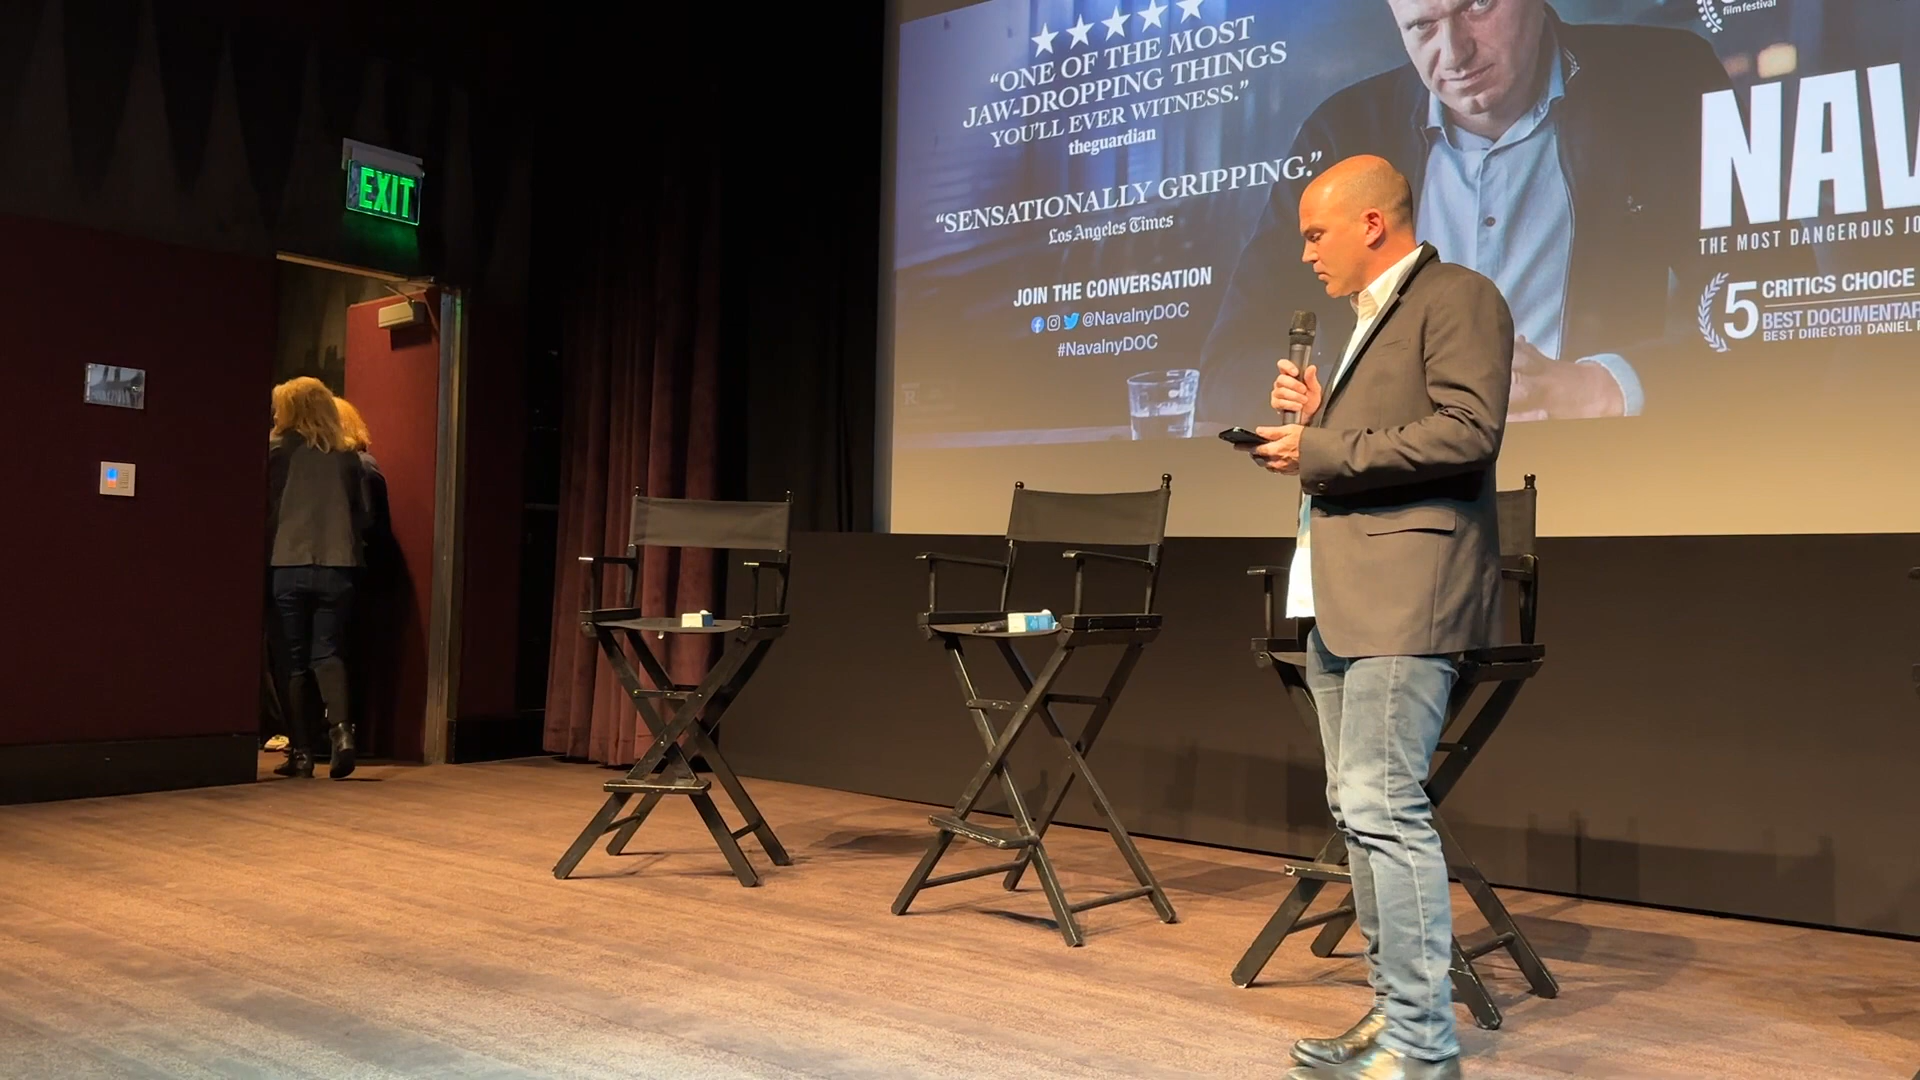 EXIT
★★★★★
“ONE OF THE MOST
JAW-DROPPING THINGS
YOU’LL EVER WITNESS.”
theguardian
“SENSATIONALLY GRIPPING.”
Los Angeles Times
JOIN THE CONVERSATION
@NavalnyDOC
#NavalnyDOC
film festival
NAV
THE MOST DANGEROUS JO
5 CRITICS CHOICE
BEST DOCUMENTAR
BEST DIRECTOR DANIEL